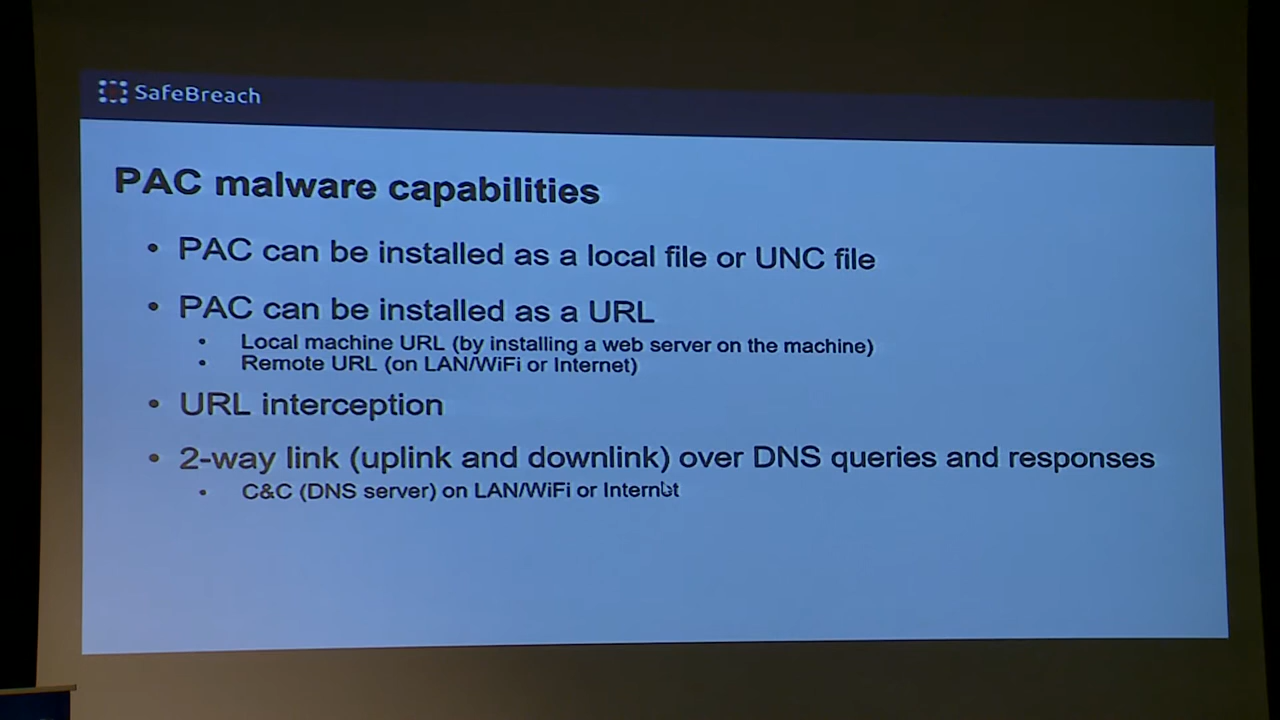 SafeBreach
PAC malware capabilities
• PAC can be installed as a local file or UNC file
• PAC can be installed as a URL
• Local machine URL (by installing a web server on the machine)
• Remote URL (on LAN/WiFi or Internet)
• URL interception
• 2-way link (uplink and downlink) over DNS queries and responses
• C&C (DNS server) on LAN/WiFi or Internet